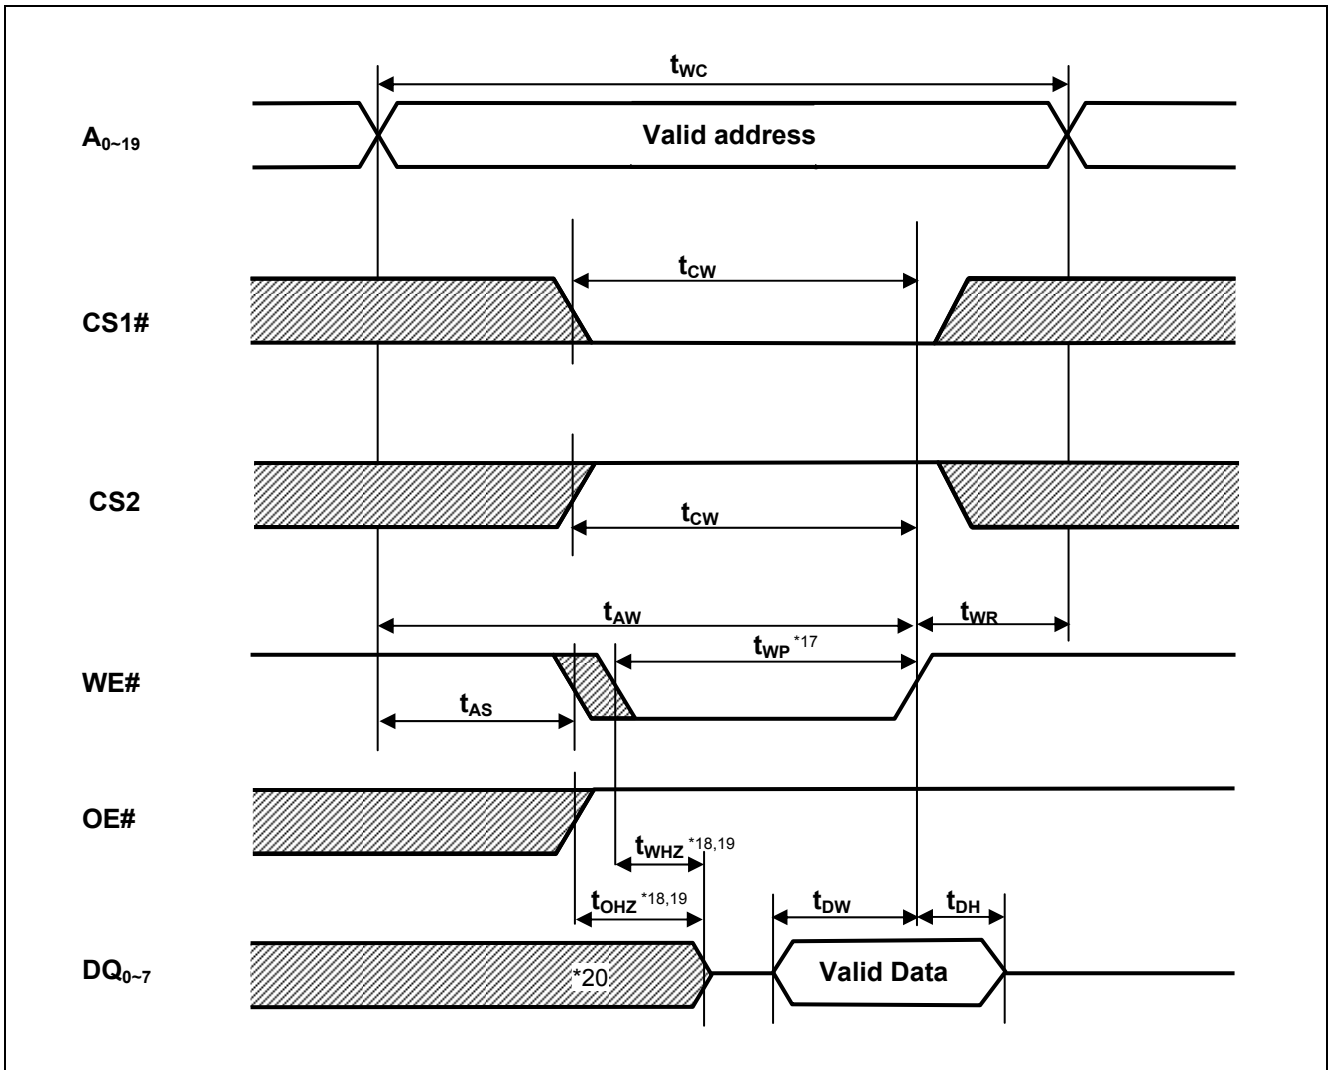 tWC
A0~19
Valid address
tCW
CS1#
CS2
tCW
tAW
tWR
tWP *17
WE#
tAS
OE#
tWHZ *18,19
tOHZ *18,19
tDW
tDH
DQ0~7
*20
Valid Data